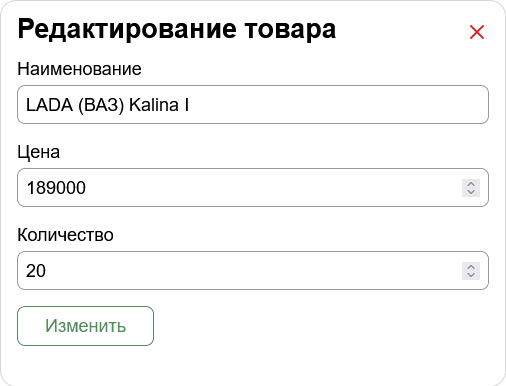 Редактирование товара
Наименование
LADA (ВАЗ) Kalina I
Цена
189000
Количество
20
Изменить